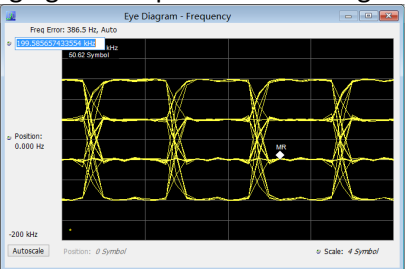 Eye Diagram - Frequency
Freq Error: 386.5 Hz, Auto
199.585657433554 kHz
kHz
50.62 Symbol
Position:
0.000 Hz
MR
-200 kHz
Autoscale Position: 0 Symbol Scale: 4 Symbol